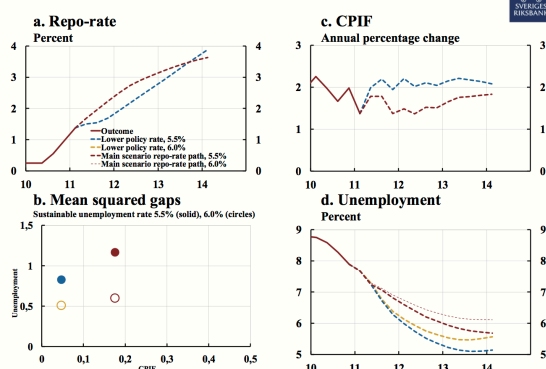 SVERIGES
RIKSBANK
a. Repo-rate
Percent
4 4
3 3
2 2
1 1
0 0
10 11 12 13 14
Outcome
Lower policy rate, 5.5%
Lower policy rate, 6.0%
Main scenario repo-rate path, 5.5%
Main scenario repo-rate path, 6.0%
c. CPIF
Annual percentage change
3 3
2 2
1 1
0 0
10 11 12 13 14
b. Mean squared gaps
Sustainable unemployment rate 5.5% (solid), 6.0% (circles)
Unemployment
1,5
1
0,5
0
0 0,1 0,2 0,3 0,4 0,5
CPIF
d. Unemployment
Percent
9 9
8 8
7 7
6 6
5 5
10 11 12 13 14